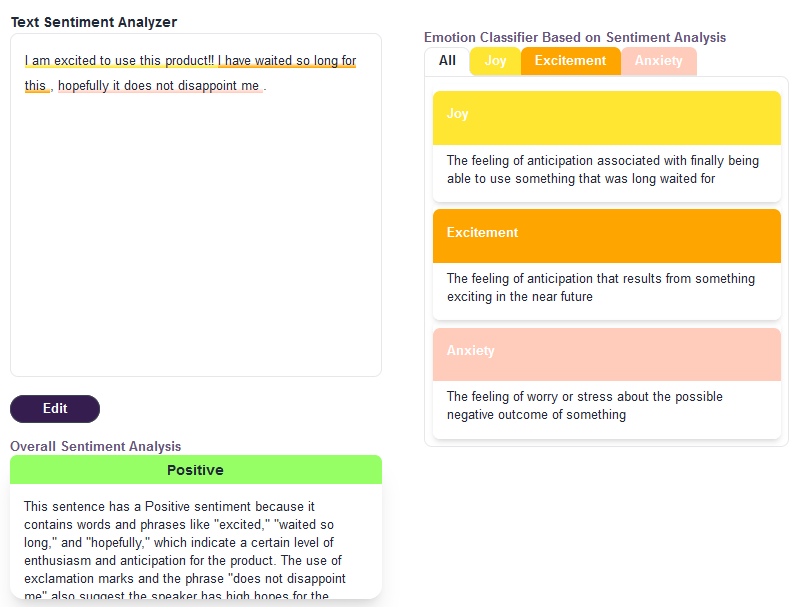 Text Sentiment Analyzer
I am excited to use this product!! I have waited so long for
this , hopefully it does not disappoint me .
Edit
Overall Sentiment Analysis
Positive
This sentence has a Positive sentiment because it
contains words and phrases like "excited," "waited so
long," and "hopefully," which indicate a certain level of
enthusiasm and anticipation for the product. The use of
exclamation marks and the phrase "does not disappoint
me" also suggest the speaker has high hopes for the
Emotion Classifier Based on Sentiment Analysis
All Joy Excitement Anxiety
Joy
The feeling of anticipation associated with finally being
able to use something that was long waited for
Excitement
The feeling of anticipation that results from something
exciting in the near future
Anxiety
The feeling of worry or stress about the possible
negative outcome of something